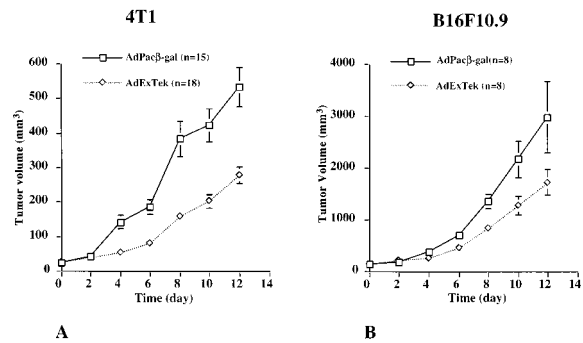 4T1
B16F10.9
600
500
400
300
200
100
0
Tumor volume (mm3)
AdPacβ-gal (n=15)
AdExTek (n=18)
0 2 4 6 8 10 12 14
Time (day)
A
4000
3000
2000
1000
0
Tumor Volume (mm3)
AdPacβ-gal(n=8)
AdExTek (n=8)
0 2 4 6 8 10 12 14
Time (day)
B